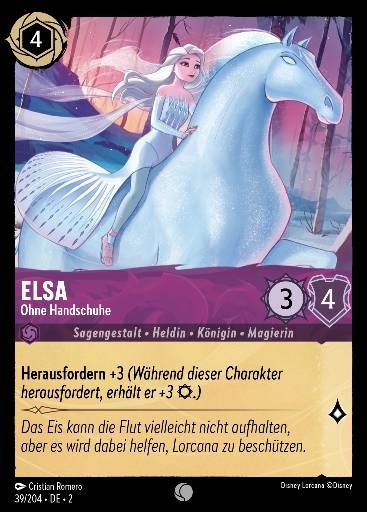 4
ELSA
Ohne Handschuhe
3
4
Sagengestalt • Heldin • Königin • Magierin
Herausfordern +3 (Während dieser Charakter
herausfordert, erhält er +3 .)
Das Eis kann die Flut vielleicht nicht aufhalten,
aber es wird dabei helfen, Lorcana zu beschützen.
Cristian Romero
Disney Lorcana ©Disney
39/204 • DE • 2